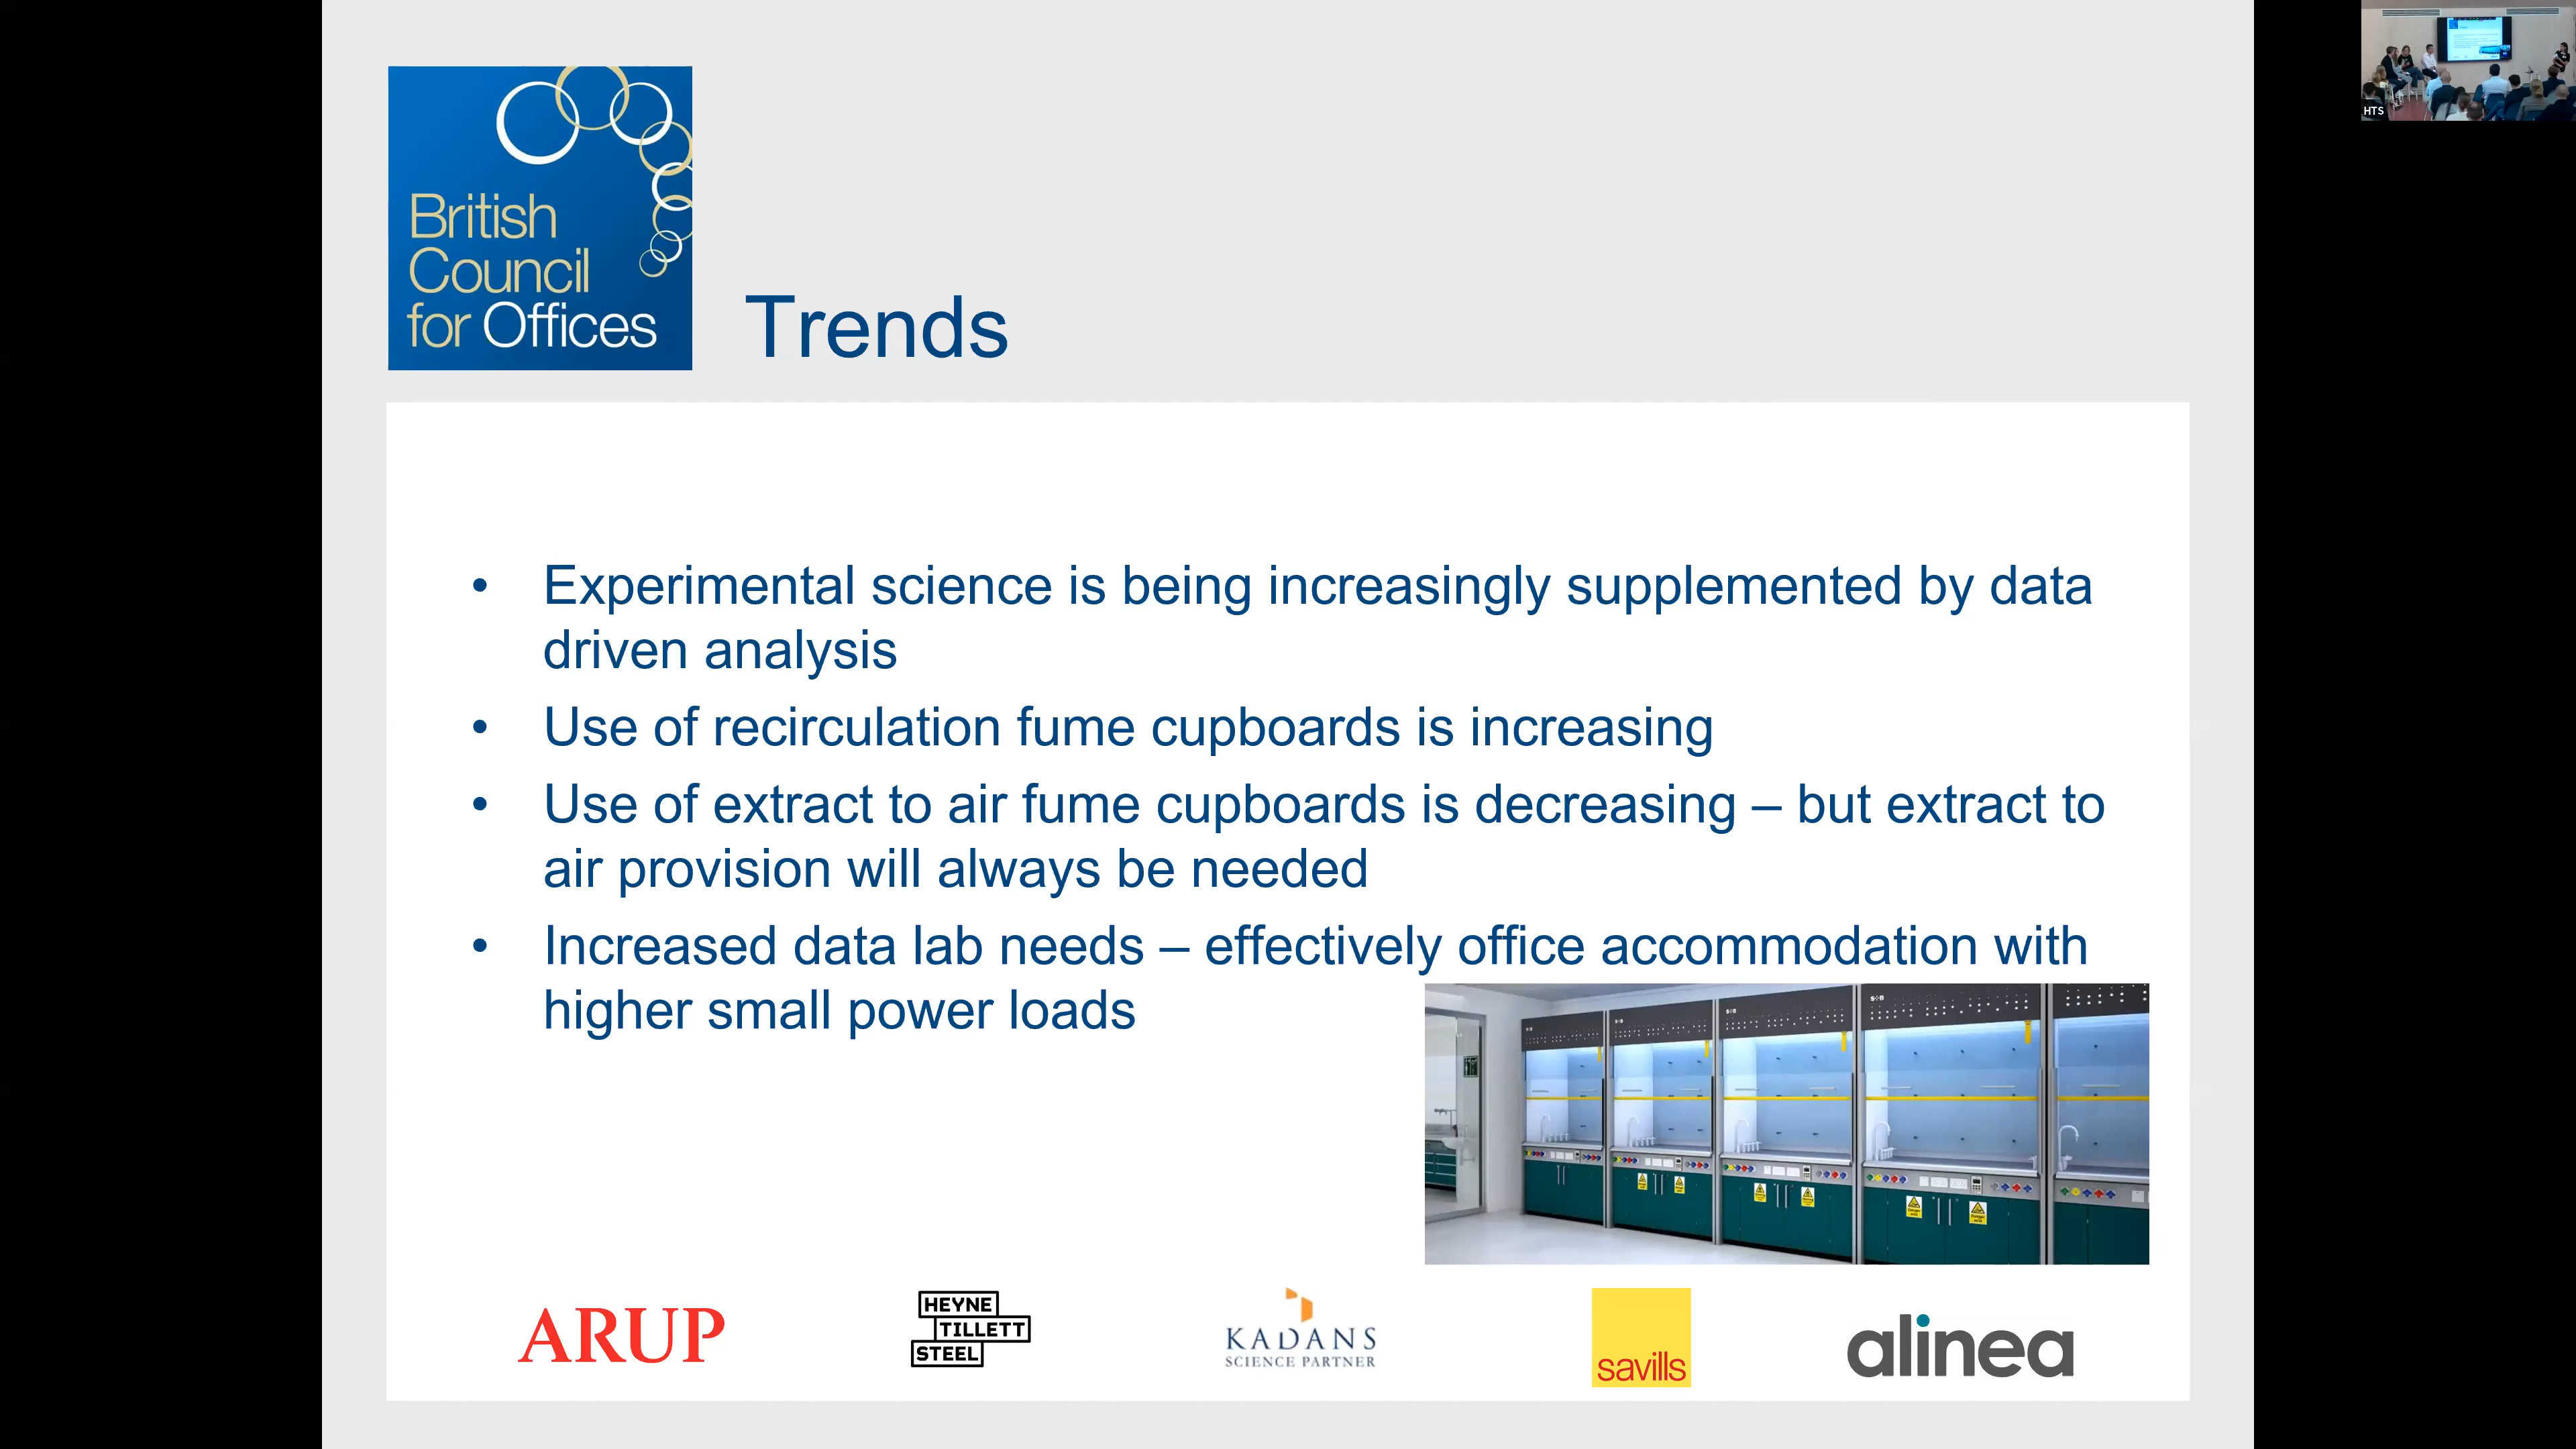 HTS
British
Council
for Offices
Trends
• Experimental science is being increasingly supplemented by data
driven analysis
• Use of recirculation fume cupboards is increasing
• Use of extract to air fume cupboards is decreasing – but extract to
air provision will always be needed
• Increased data lab needs – effectively office accommodation with
higher small power loads
ARUP
HEYNE
TILLETT
STEEL
KADANS
SCIENCE PARTNER
savills
alinea